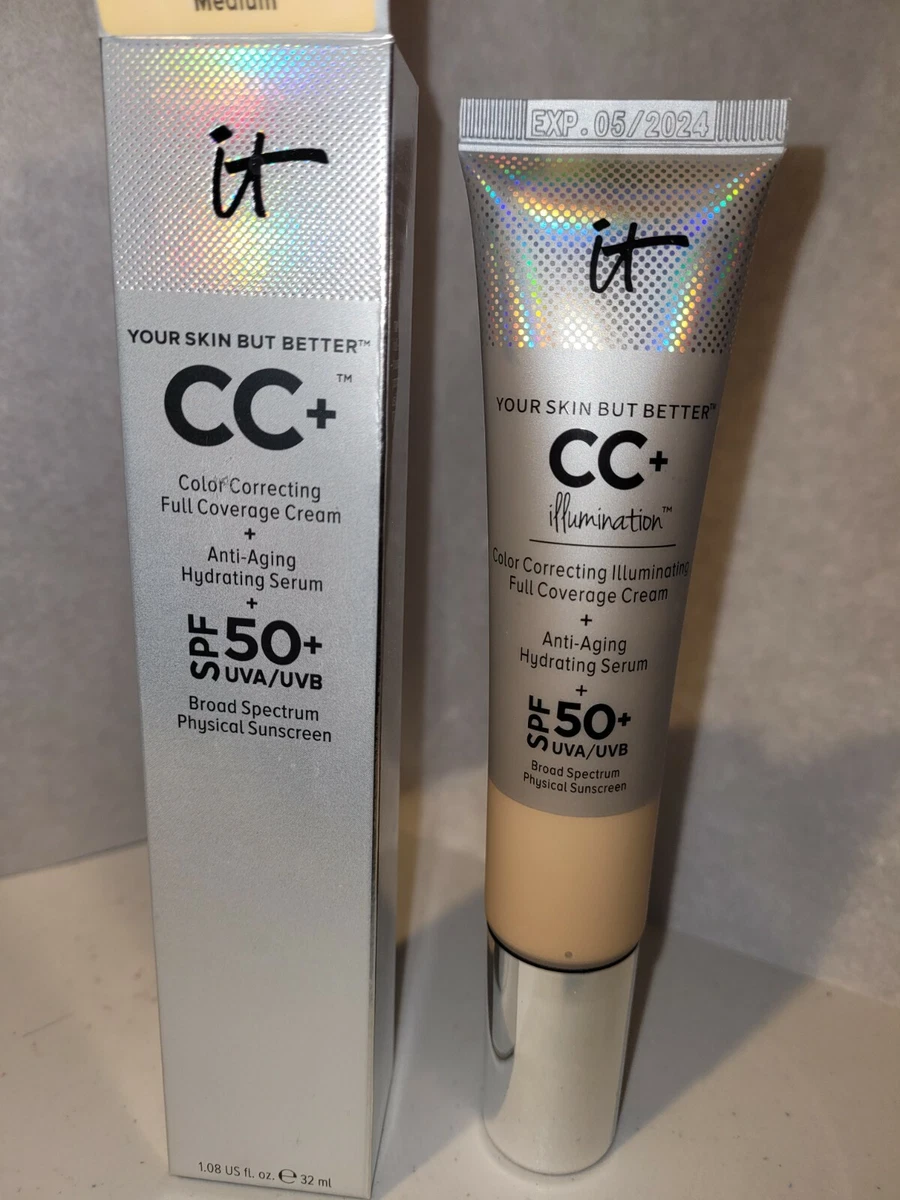 Medium
it
YOUR SKIN BUT BETTER™
CC+™
Color Correcting
Full Coverage Cream
+
Anti-Aging
Hydrating Serum
+
SPF 50+
UVA/UVB
Broad Spectrum
Physical Sunscreen
1.08 US fl. oz. ℮ 32 ml
EXP. 05/2024
it
YOUR SKIN BUT BETTER™
CC+
illumination™
Color Correcting Illuminating
Full Coverage Cream
+
Anti-Aging
Hydrating Serum
+
SPF 50+
UVA/UVB
Broad Spectrum
Physical Sunscreen